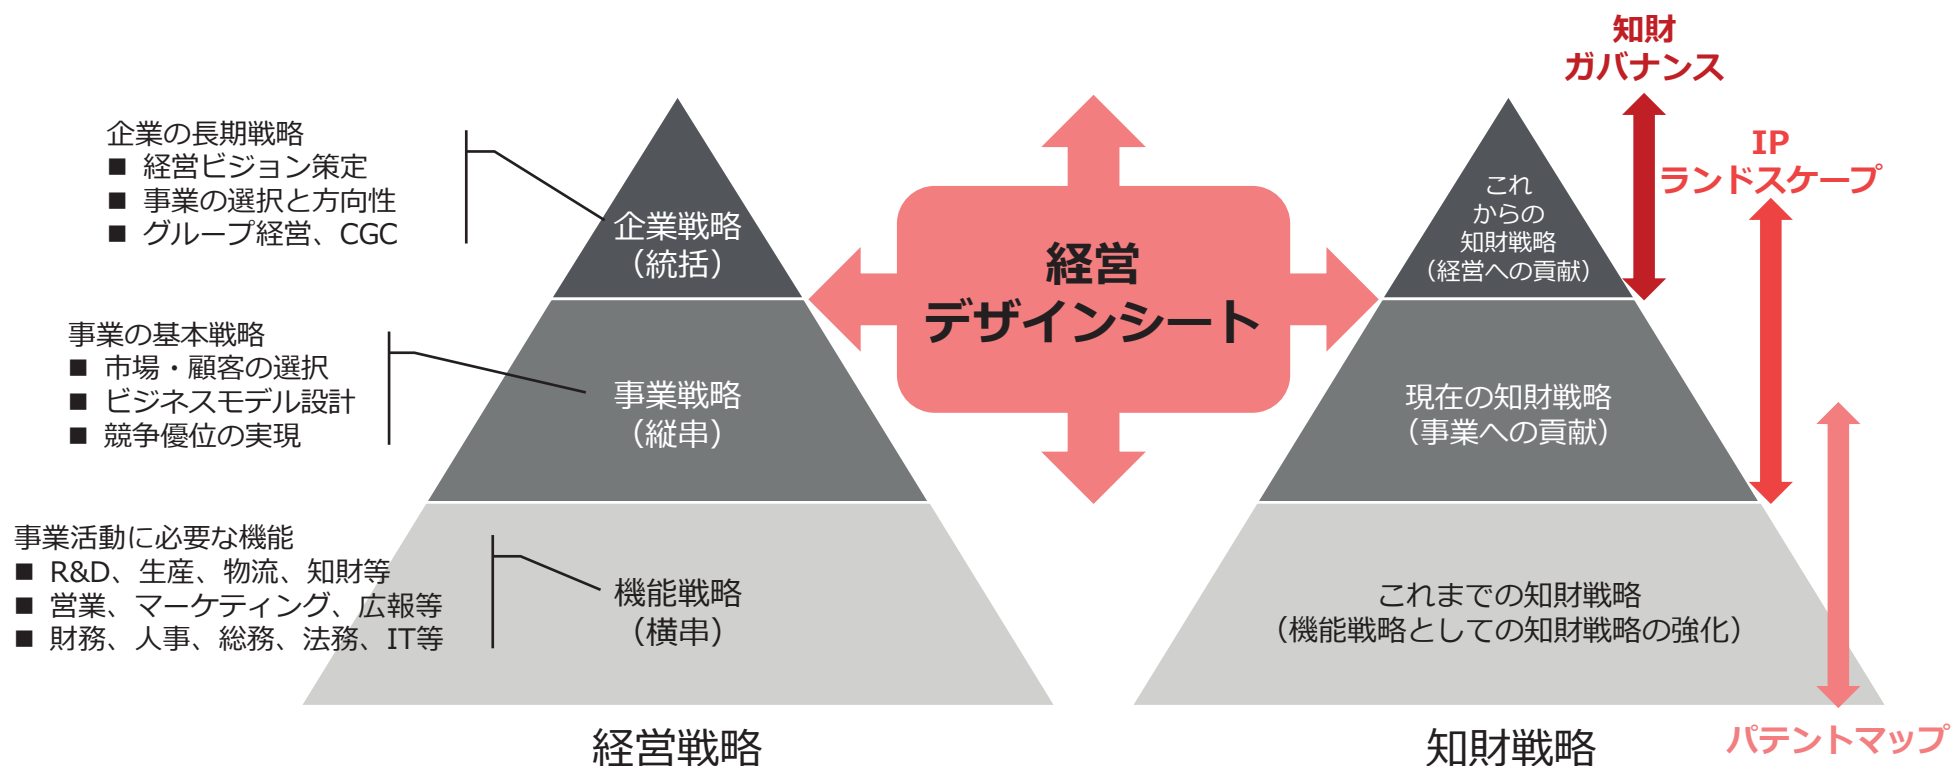 企業の長期戦略
■ 経営ビジョン策定
■ 事業の選択と方向性
■ グループ経営、CGC
事業の基本戦略
■ 市場・顧客の選択
■ ビジネスモデル設計
■ 競争優位の実現
事業活動に必要な機能
■ R&D、生産、物流、知財等
■ 営業、マーケティング、広報等
■ 財務、人事、総務、法務、IT等
企業戦略
（統括）
事業戦略
（縦串）
機能戦略
（横串）
経営戦略
経営
デザインシート
これ
からの
知財戦略
（経営への貢献）
現在の知財戦略
（事業への貢献）
これまでの知財戦略
（機能戦略としての知財戦略の強化）
知財戦略
知財
ガバナンス
IP
ランドスケープ
パテントマップ